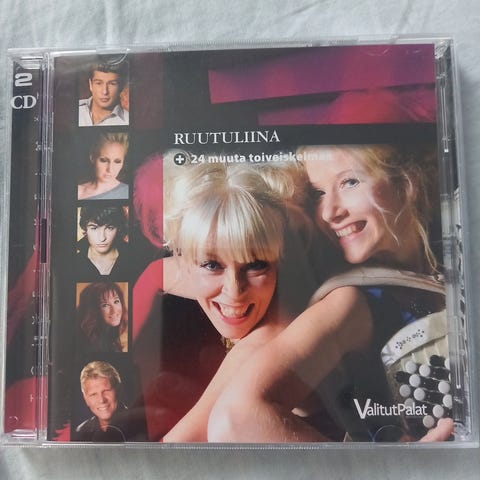 2
CD
RUUTULIINA
+ 24 muuta toiveiskelmää
ValitutPalat